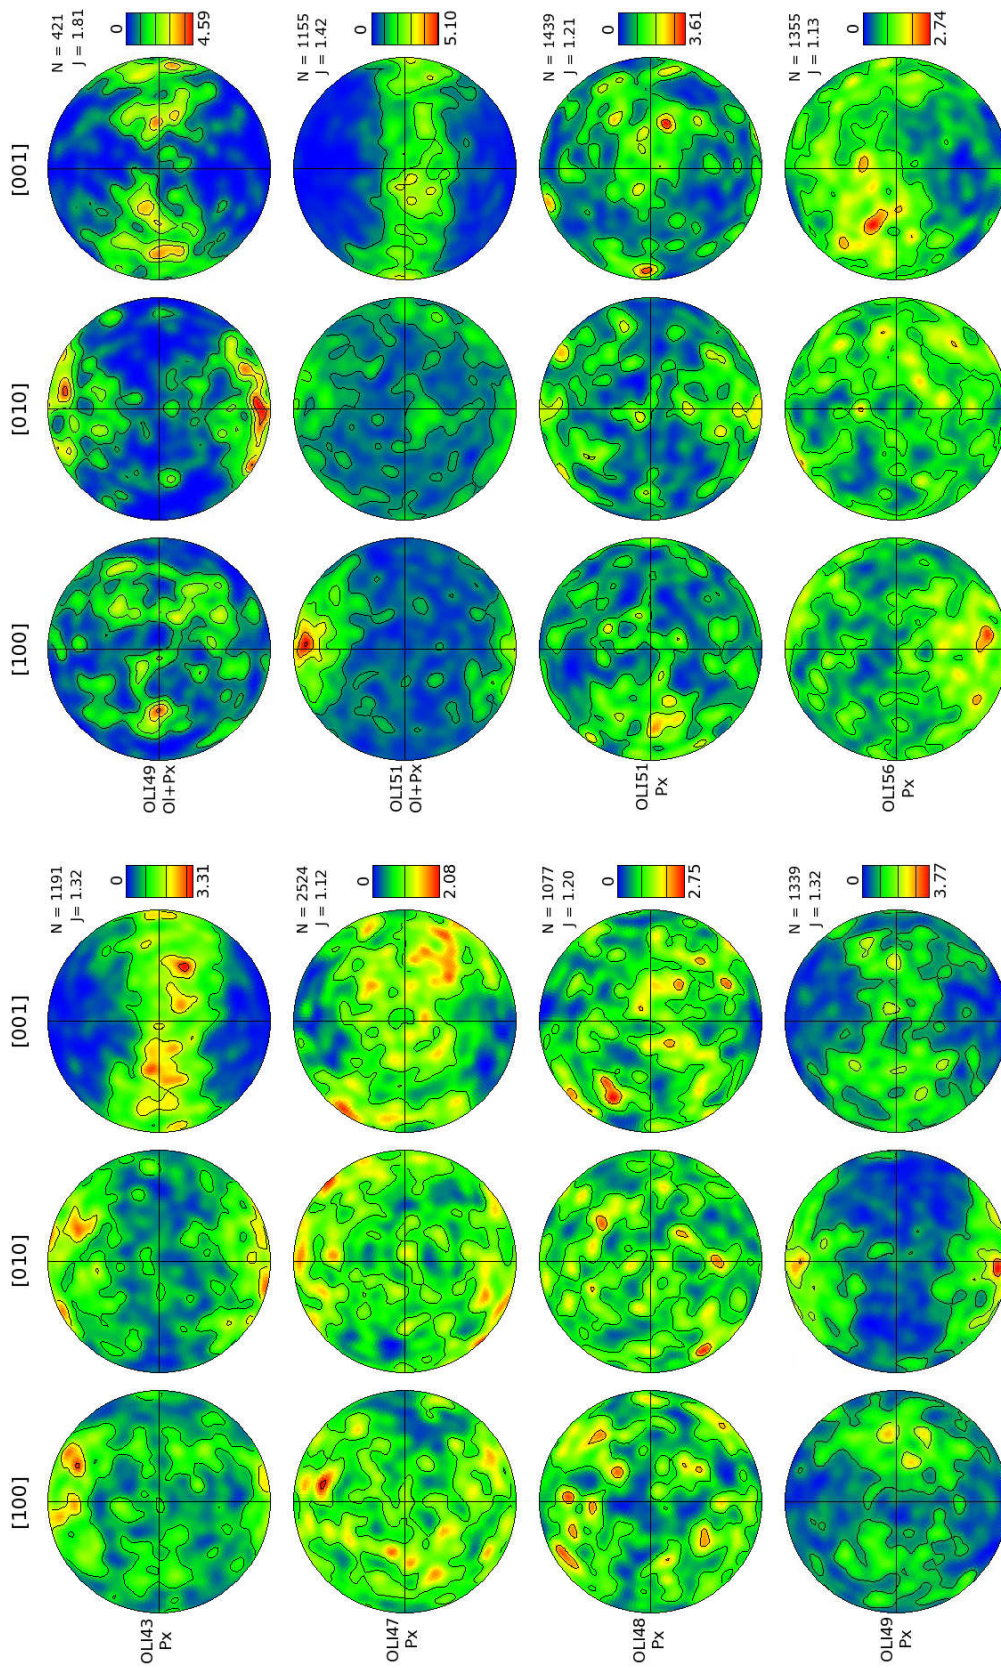 [100]
[010]
[001]
OLI43
Px
N = 1191
J= 1.32
0
3.31
OLI47
Px
N = 2524
J = 1.12
0
2.08
OLI48
Px
N = 1077
J = 1.20
0
2.75
OLI49
Px
N = 1339
J = 1.32
0
3.77
[100]
[010]
[001]
OLI49
Ol+Px
N = 421
J = 1.81
0
4.59
OLI51
Ol+Px
N = 1155
J = 1.42
0
5.10
OLI51
Px
N = 1439
J = 1.21
0
3.61
OLI56
Px
N = 1355
J = 1.13
0
2.74